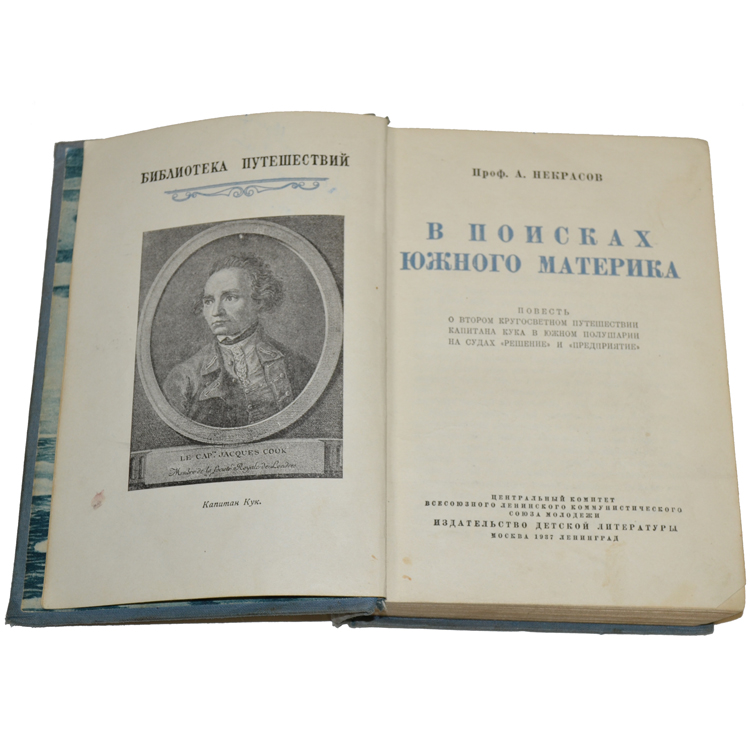 БИБЛИОТЕКА ПУТЕШЕСТВИЙ
LE CAPE. JACQUES COOK
Membre de la Société Royale de Londres
Капитан Кук.
Проф. А. НЕКРАСОВ
В ПОИСКАХ
ЮЖНОГО МАТЕРИКА
ПОВЕСТЬ
О ВТОРОМ КРУГОСВЕТНОМ ПУТЕШЕСТВИИ
КАПИТАНА КУКА В ЮЖНОМ ПОЛУШАРИИ
НА СУДАХ «РЕШЕНИЕ» И «ПРЕДПРИЯТИЕ»
ЦЕНТРАЛЬНЫЙ КОМИТЕТ
ВСЕСОЮЗНОГО ЛЕНИНСКОГО КОММУНИСТИЧЕСКОГО
СОЮЗА МОЛОДЕЖИ
ИЗДАТЕЛЬСТВО ДЕТСКОЙ ЛИТЕРАТУРЫ
МОСКВА 1937 ЛЕНИНГРАД